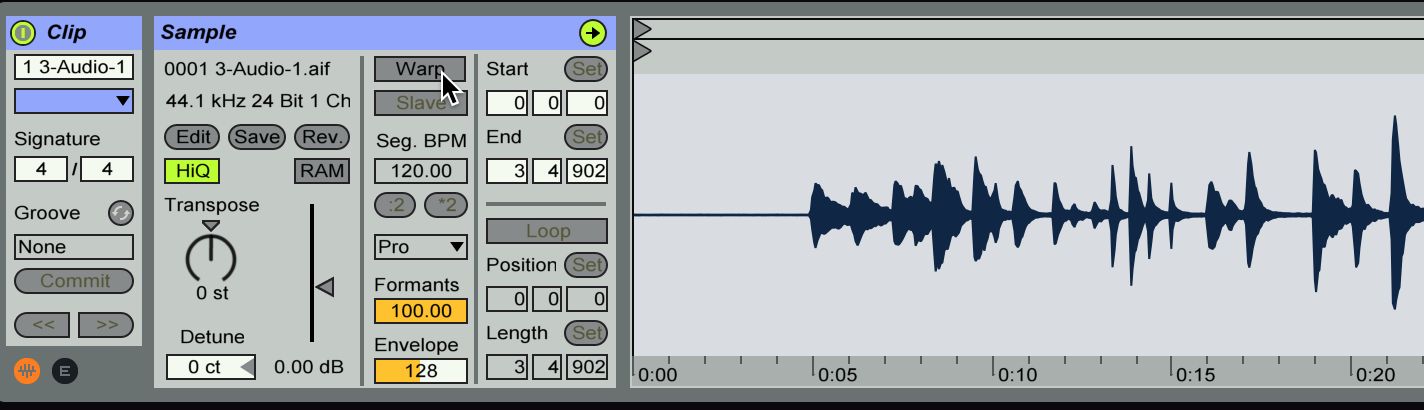 Clip
1 3-Audio-1
Signature
4 / 4
Groove
None
Commit
<< >>
E
Sample
0001 3-Audio-1.aif
44.1 kHz 24 Bit 1 Ch
Edit Save Rev.
HiQ RAM
Transpose
0 st
Detune
0 ct 0.00 dB
Warp
Slave
Seg. BPM
120.00
:2 *2
Pro
Formants
100.00
Envelope
128
Start Set
0 0 0
End Set
3 4 902
Loop
Position Set
0 0 0
Length Set
3 4 902
0:00 0:05 0:10 0:15 0:20